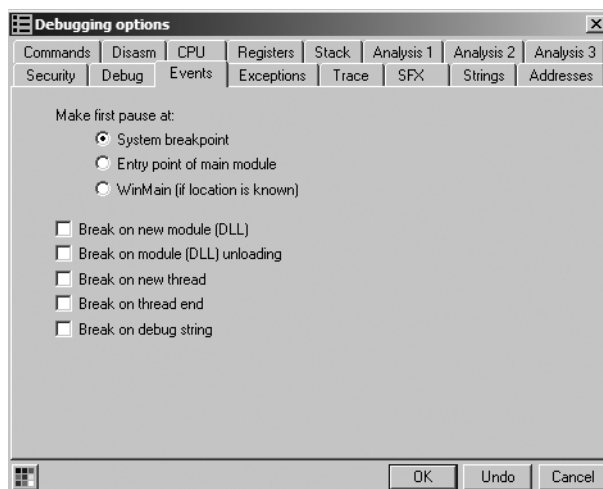 Debugging options
Commands Disasm CPU Registers Stack Analysis 1 Analysis 2 Analysis 3
Security Debug Events Exceptions Trace SFX Strings Addresses
Make first pause at:
System breakpoint
Entry point of main module
WinMain (if location is known)
Break on new module (DLL)
Break on module (DLL) unloading
Break on new thread
Break on thread end
Break on debug string
OK Undo Cancel